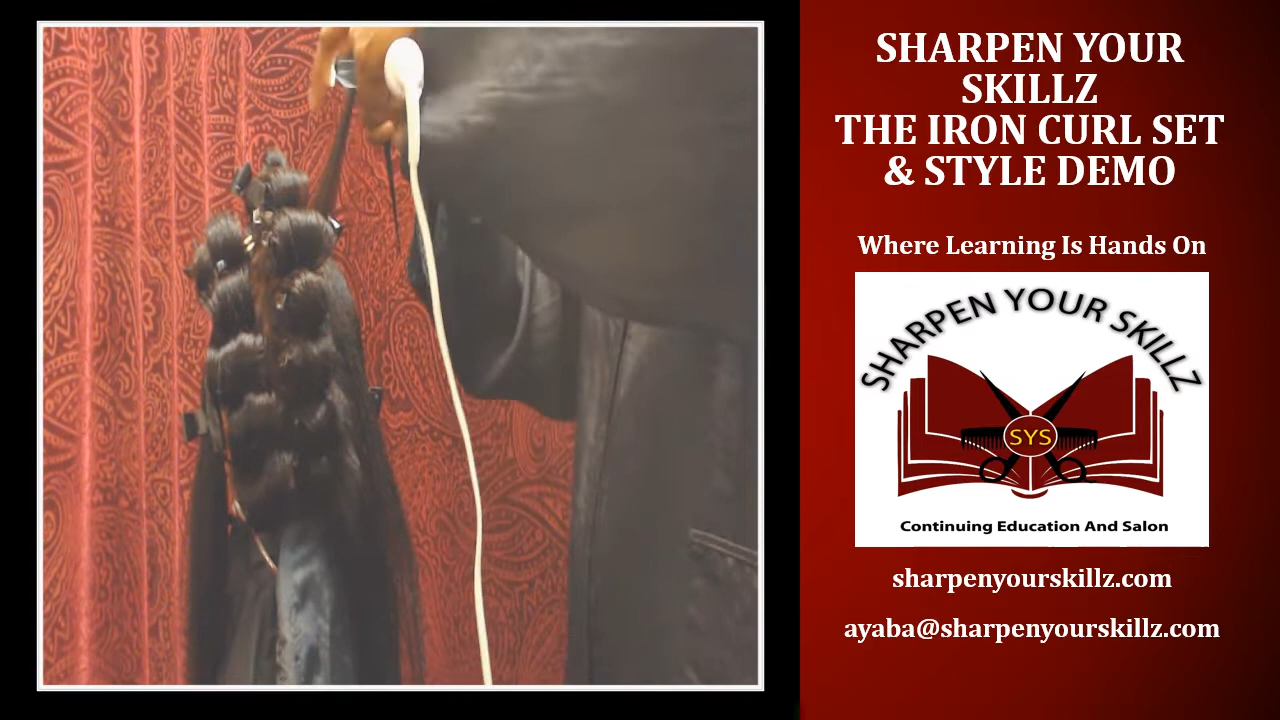 SHARPEN YOUR
SKILLZ
THE IRON CURL SET
& STYLE DEMO
Where Learning Is Hands On
SHARPEN YOUR SKILLZ
SYS
Continuing Education And Salon
sharpenyourskillz.com
ayaba@sharpenyourskillz.com